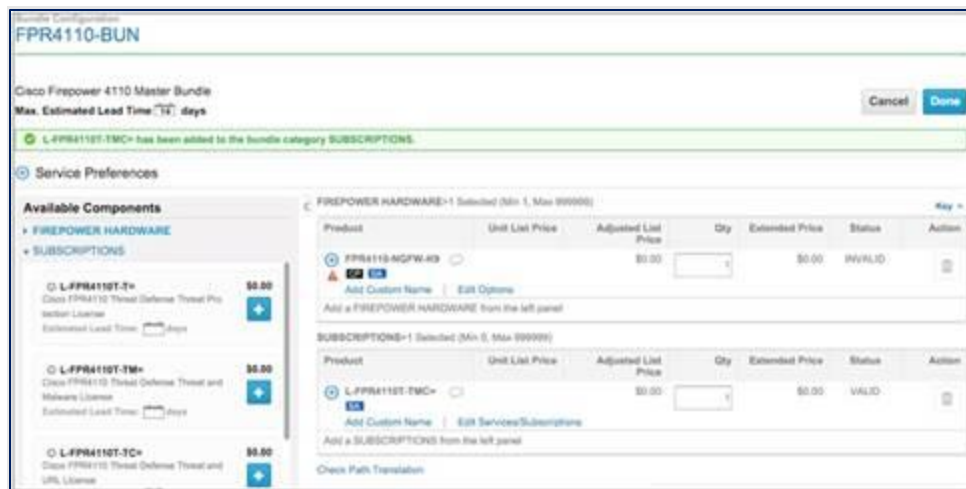 Bundle Configuration
FPR4110-BUN
Cisco Firepower 4110 Master Bundle
Max. Estimated Lead Time 14 days
Cancel
Done
L-FPR4110T-TMC= has been added to the bundle category SUBSCRIPTIONS.
Service Preferences
Available Components
FIREPOWER HARDWARE
SUBSCRIPTIONS
L-FPR4110T-T=
$0.00
Cisco FPR4110 Threat Defense Threat Pro
tection License
Estimated Lead Time: days
L-FPR4110T-TM=
$0.00
Cisco FPR4110 Threat Defense Threat and
Malware License
Estimated Lead Time: days
L-FPR4110T-TC=
$0.00
Cisco FPR4110 Threat Defense Threat and
URL License
FIREPOWER HARDWARE>1 Selected (Min 1, Max 999999)
Key
Product Unit List Price Adjusted List Price Qty Extended Price Status Action
FPR4110-NGFW-K9 $0.00 1 $0.00 INVALID
CP SA
Add Custom Name | Edit Options
Add a FIREPOWER HARDWARE from the left panel
SUBSCRIPTIONS>1 Selected (Min 0, Max 999999)
Product Unit List Price Adjusted List Price Qty Extended Price Status Action
L-FPR4110T-TMC= $0.00 1 $0.00 VALID
SA
Add Custom Name | Edit Services/Subscriptions
Add a SUBSCRIPTIONS from the left panel
Check Path Translation